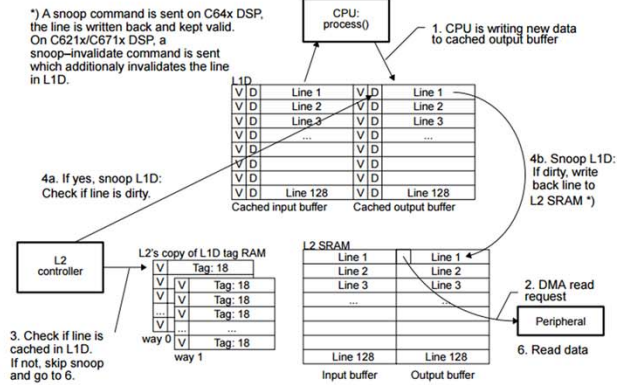 *) A snoop command is sent on C64x DSP,
the line is written back and kept valid.
On C621x/C671x DSP, a
snoop–invalidate command is sent
which additionaly invalidates the line
in L1D.
CPU:
process()
1. CPU is writing new data
to cached output buffer
L1D
V D Line 1 V D Line 1
V D Line 2 V D Line 2
V D Line 3 V D Line 3
V D ... V D ...
V D V D
V D V D
V D V D
V D Line 128 V D Line 128
Cached input buffer Cached output buffer
4a. If yes, snoop L1D:
Check if line is dirty.
4b. Snoop L1D:
If dirty, write
back line to
L2 SRAM *)
L2
controller
L2's copy of L1D tag RAM
V Tag: 18
V V Tag: 18
V V Tag: 18
... V Tag: 18
V ... ...
way 0 V Tag: 18
way 1
3. Check if line is
cached in L1D.
If not, skip snoop
and go to 6.
L2 SRAM
Line 1 Line 1
Line 2 Line 2
Line 3 Line 3
... ...
Line 128 Line 128
Input buffer Output buffer
2. DMA read
request
Peripheral
6. Read data